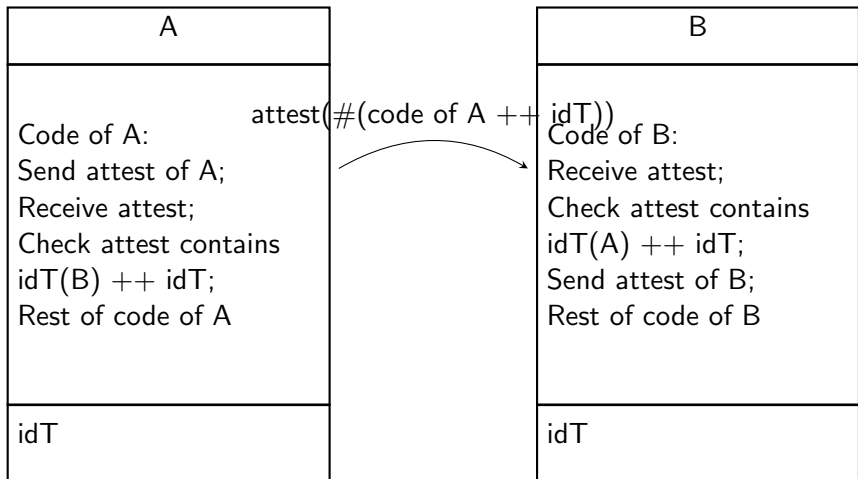 A
Code of A:
Send attest of A;
Receive attest;
Check attest contains
idT(B) ++ idT;
Rest of code of A
idT
attest(#(code of A ++ idT))
B
Code of B:
Receive attest;
Check attest contains
idT(A) ++ idT;
Send attest of B;
Rest of code of B
idT